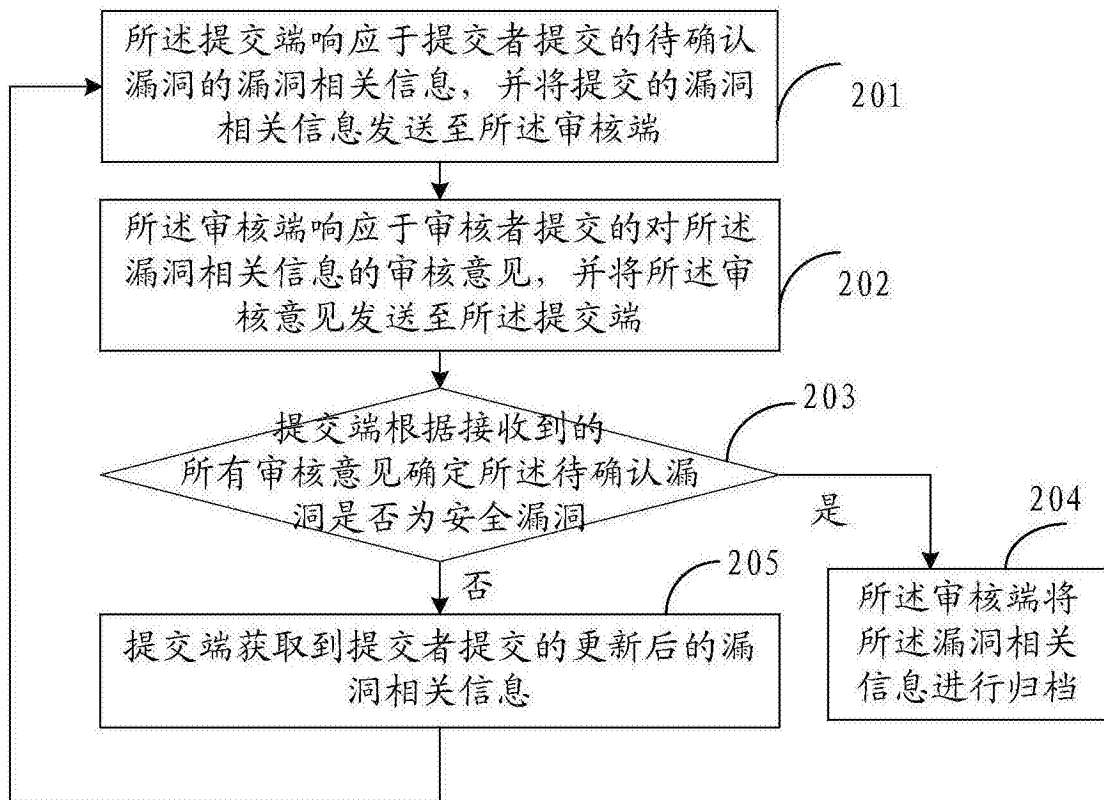 所述提交端响应于提交者提交的待确认
漏洞的漏洞相关信息，并将提交的漏洞
相关信息发送至所述审核端
201
所述审核端响应于审核者提交的对所述
漏洞相关信息的审核意见，并将所述审
核意见发送至所述提交端
202
提交端根据接收到的
所有审核意见确定所述待确认漏
洞是否为安全漏洞
203
是
204
所述审核端将
所述漏洞相关
信息进行归档
否
205
提交端获取到提交者提交的更新后的漏
洞相关信息